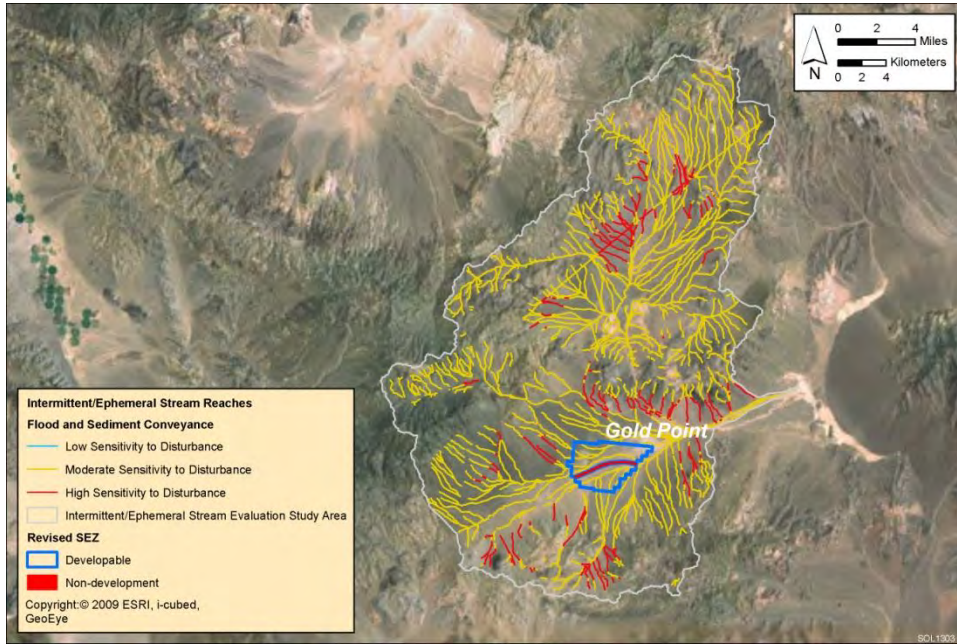 0 2 4
Miles
Kilometers
0 2 4
N
Gold Point
Intermittent/Ephemeral Stream Reaches
Flood and Sediment Conveyance
Low Sensitivity to Disturbance
Moderate Sensitivity to Disturbance
High Sensitivity to Disturbance
Intermittent/Ephemeral Stream Evaluation Study Area
Revised SEZ
Developable
Non-development
Copyright:© 2009 ESRI, i-cubed,
GeoEye
SOL1303